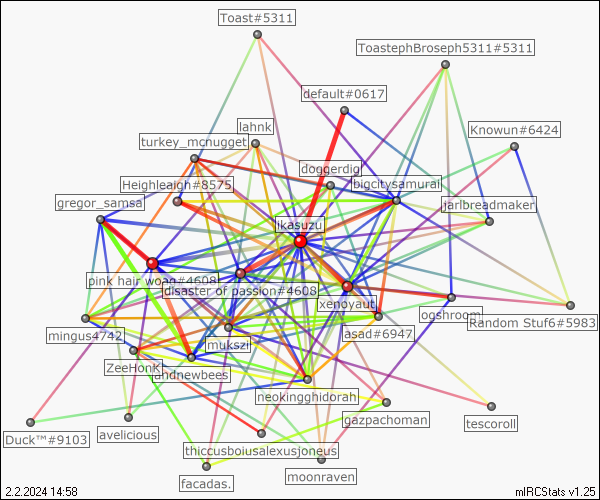 Toast#5311
ToastephBroseph5311#5311
default#0617
lahnk
Knowun#6424
turkey_mcnugget
doggerdig
Heighleigh#8575
bigcitysamurai
gregor_samsa
jarlbreadmaker
ikasuzu
pink hair woag#4608
disaster of passion#4608
xenoyaut
ogshroom
Random Stuf6#5983
mingus4742
mukszi
asad#6947
ZeeHonk
andnewbees
neokingghidorah
gazpachoman
tescoroll
Duck™#9103
avelicious
thiccusboiusalexusjoneus
facadas.
moonraven
2.2.2024 14:58
mIRCStats v1.25